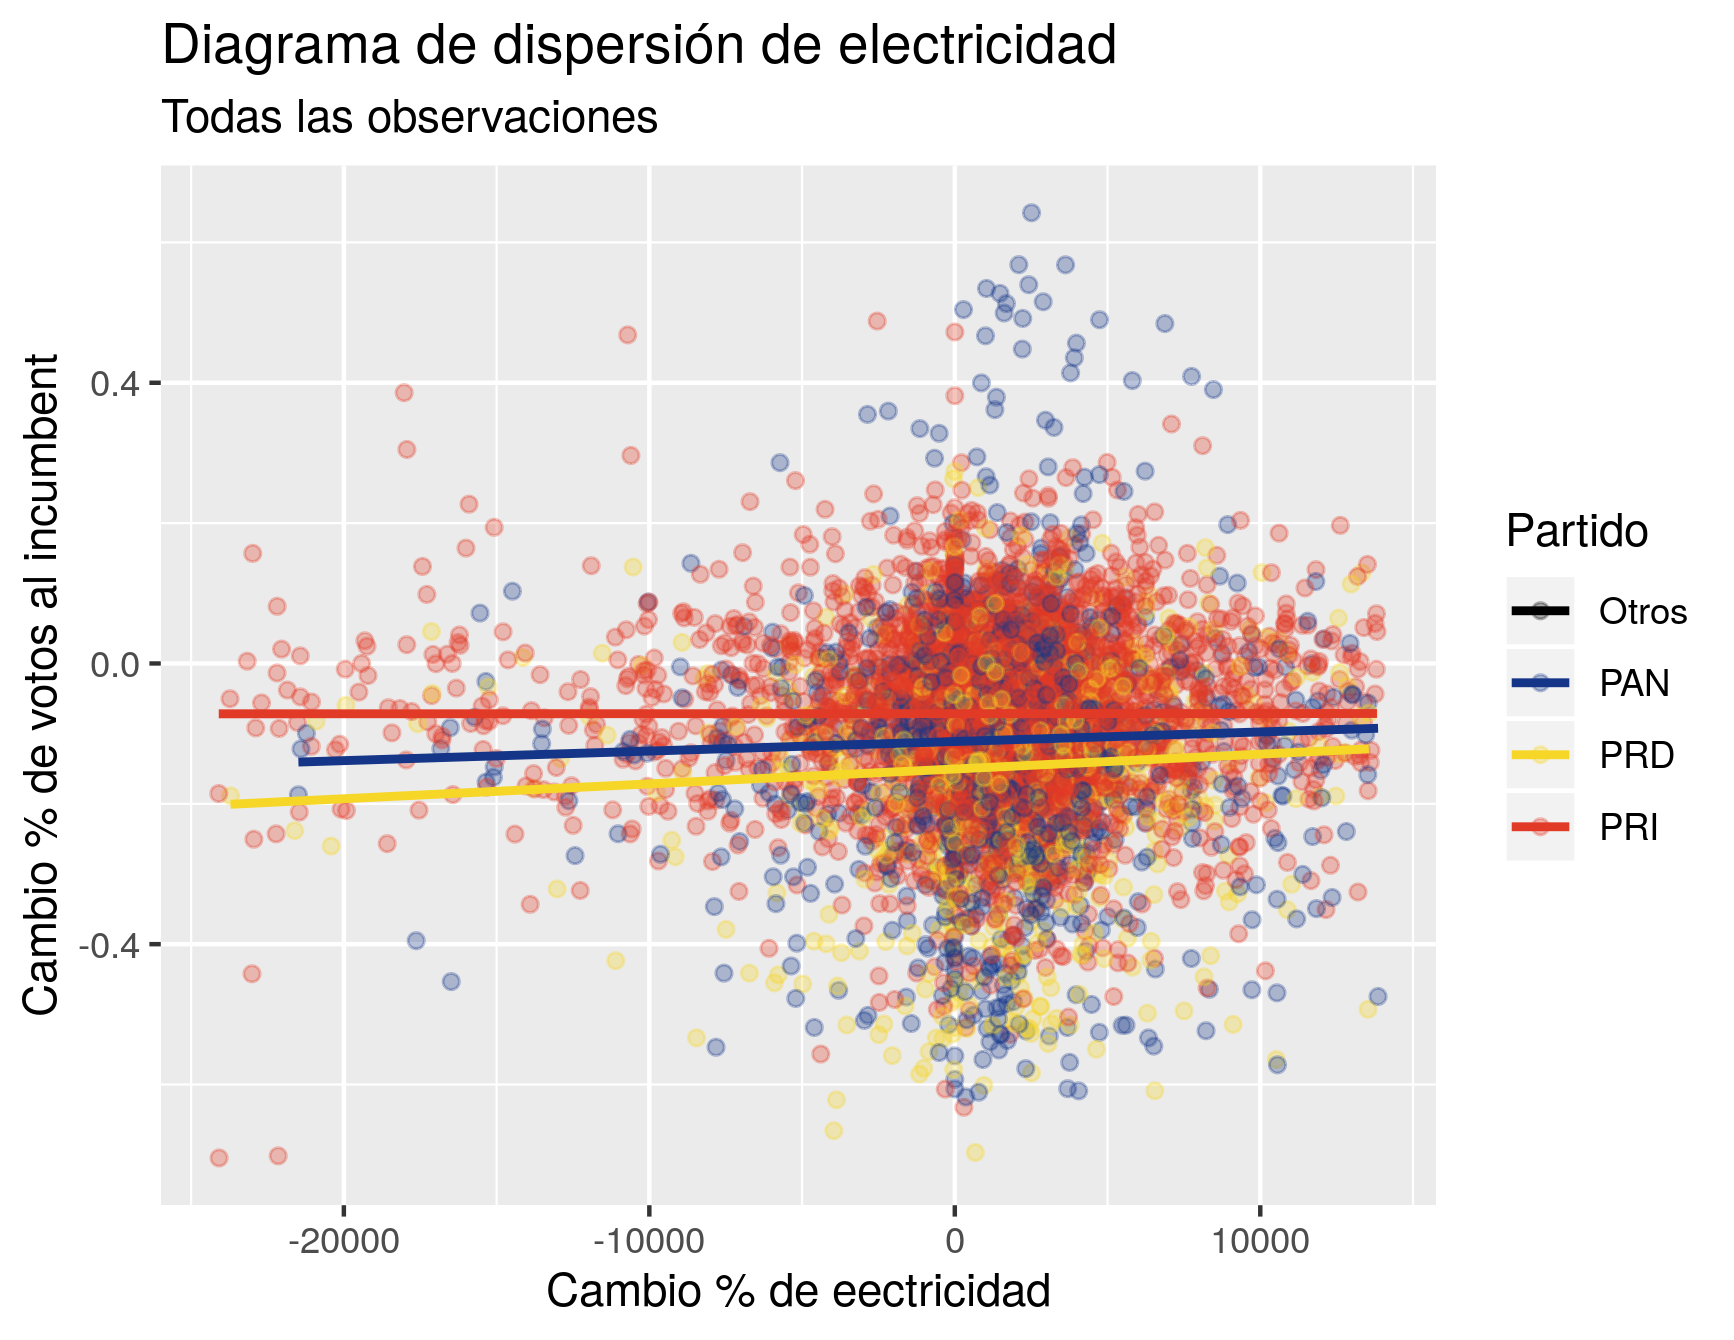 Diagrama de dispersión de electricidad
Todas las observaciones
Cambio % de votos al incumbent
0.4
0.0
-0.4
-20000
-10000
0
10000
Cambio % de eectricidad
Partido
Otros
PAN
PRD
PRI